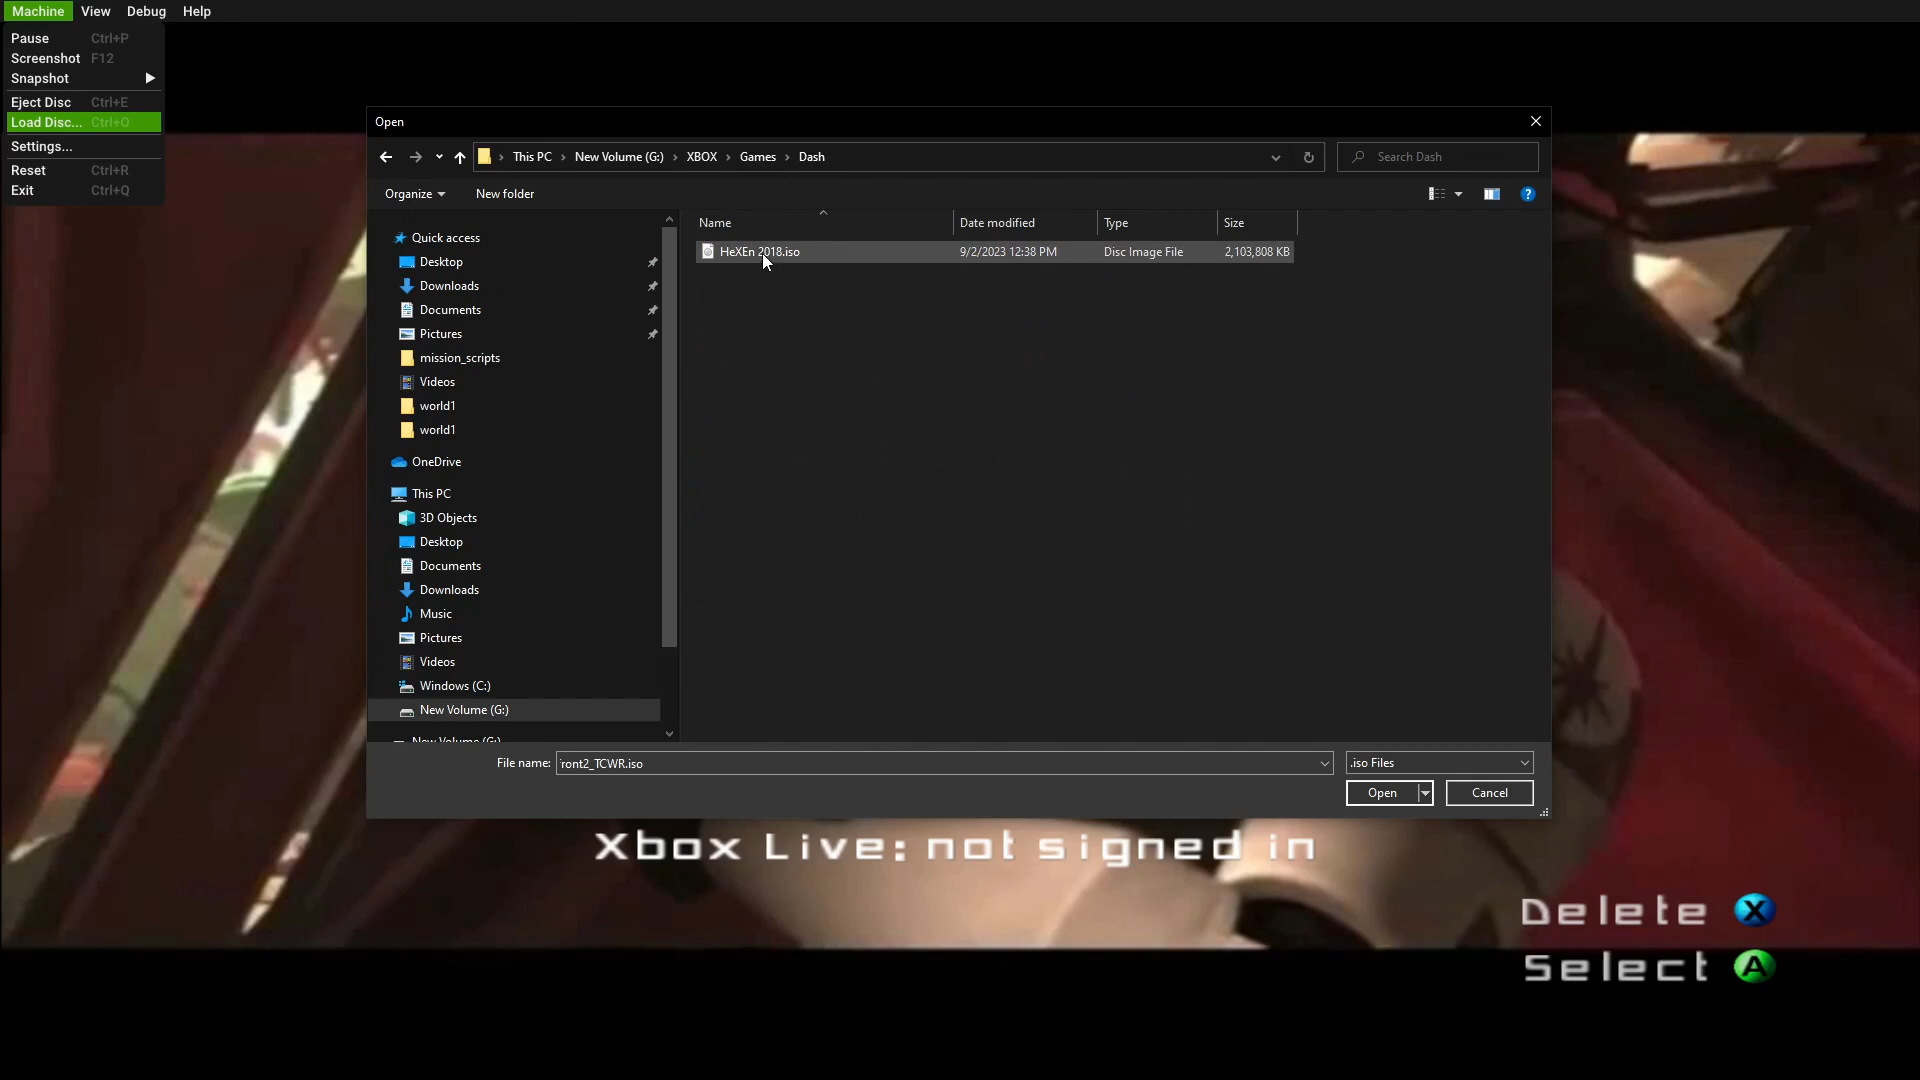 Machine View Debug Help
Pause Ctrl+P
Screenshot F12
Snapshot
Eject Disc Ctrl+E
Load Disc... Ctrl+O
Settings...
Reset Ctrl+R
Exit Ctrl+Q
Open
This PC New Volume (G:) XBOX Games Dash
Search Dash
Organize New folder
Name Date modified Type Size
HeXEn 2018.iso 9/2/2023 12:38 PM Disc Image File 2,103,808 KB
Quick access
Desktop
Downloads
Documents
Pictures
mission_scripts
Videos
world1
world1
OneDrive
This PC
3D Objects
Desktop
Documents
Downloads
Music
Pictures
Videos
Windows (C:)
New Volume (G:)
New Volume (G:)
File name: ront2_TCWR.iso
.iso Files
Open Cancel
Xbox Live: not signed in
Delete X
Select A